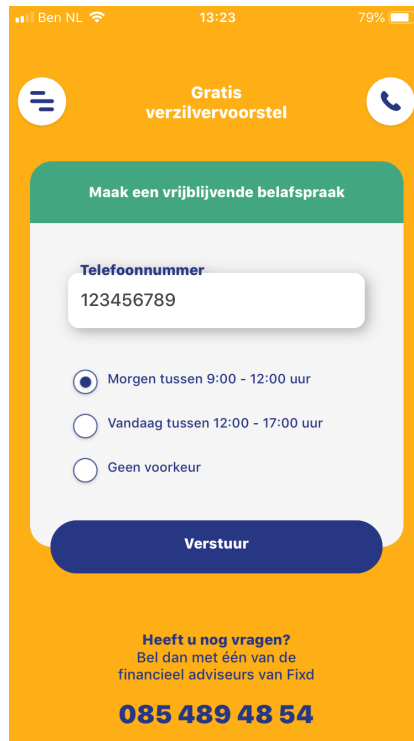 Ben NL 13:23 79%
Gratis
verzilvervoorstel
Maak een vrijblijvende belafspraak
Telefoonnummer
123456789
Morgen tussen 9:00 - 12:00 uur
Vandaag tussen 12:00 - 17:00 uur
Geen voorkeur
Verstuur
Heeft u nog vragen?
Bel dan met één van de
financieel adviseurs van Fixd
085 489 48 54